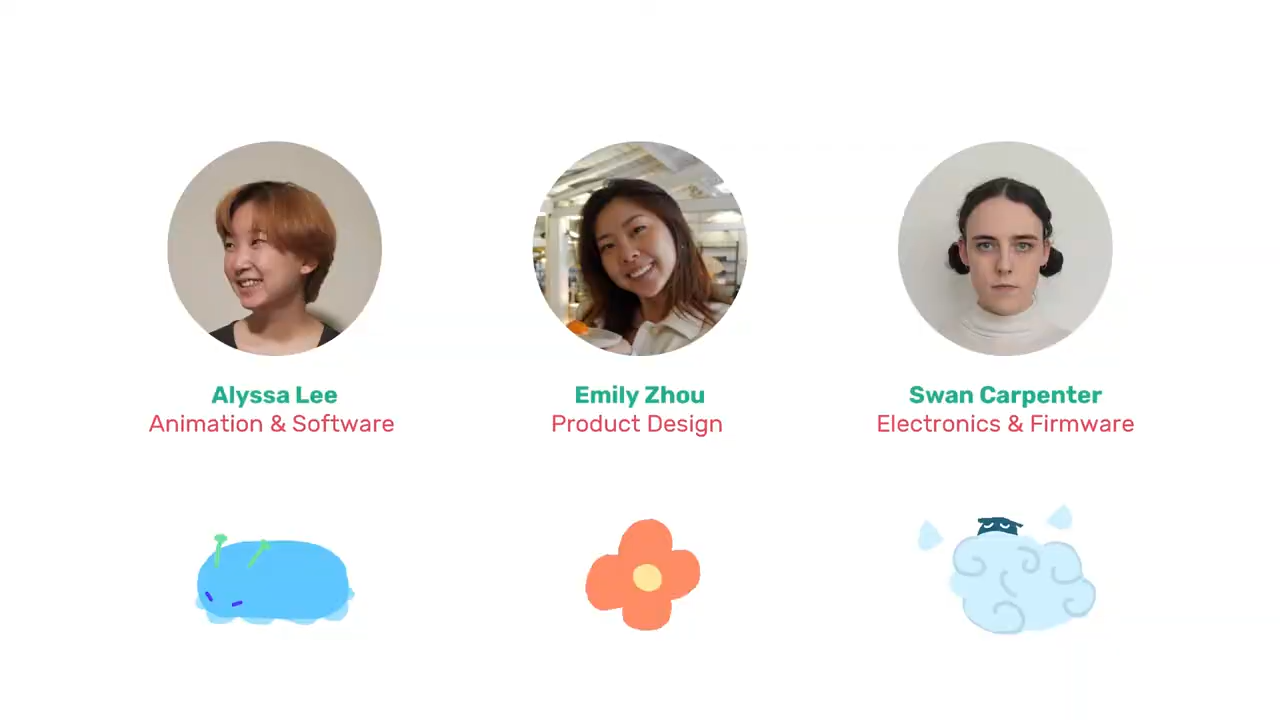 Alyssa Lee
Animation & Software
Emily Zhou
Product Design
Swan Carpenter
Electronics & Firmware